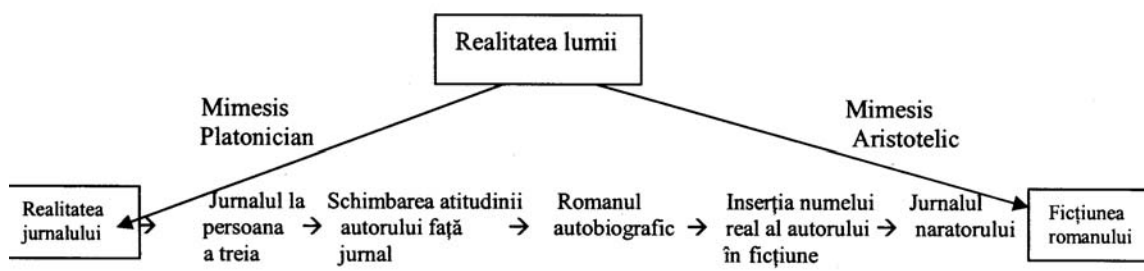 Realitatea lumii
Mimesis
Platonician
Mimesis
Aristotelic
Realitatea
jurnalului
Jurnalul la
persoana
a treia
Schimbarea atitudinii
autorului față
jurnal
Romanul
autobiografic
Inserția numelui
real al autorului
în ficțiune
Jurnalul
naratorului
Ficțiunea
romanului